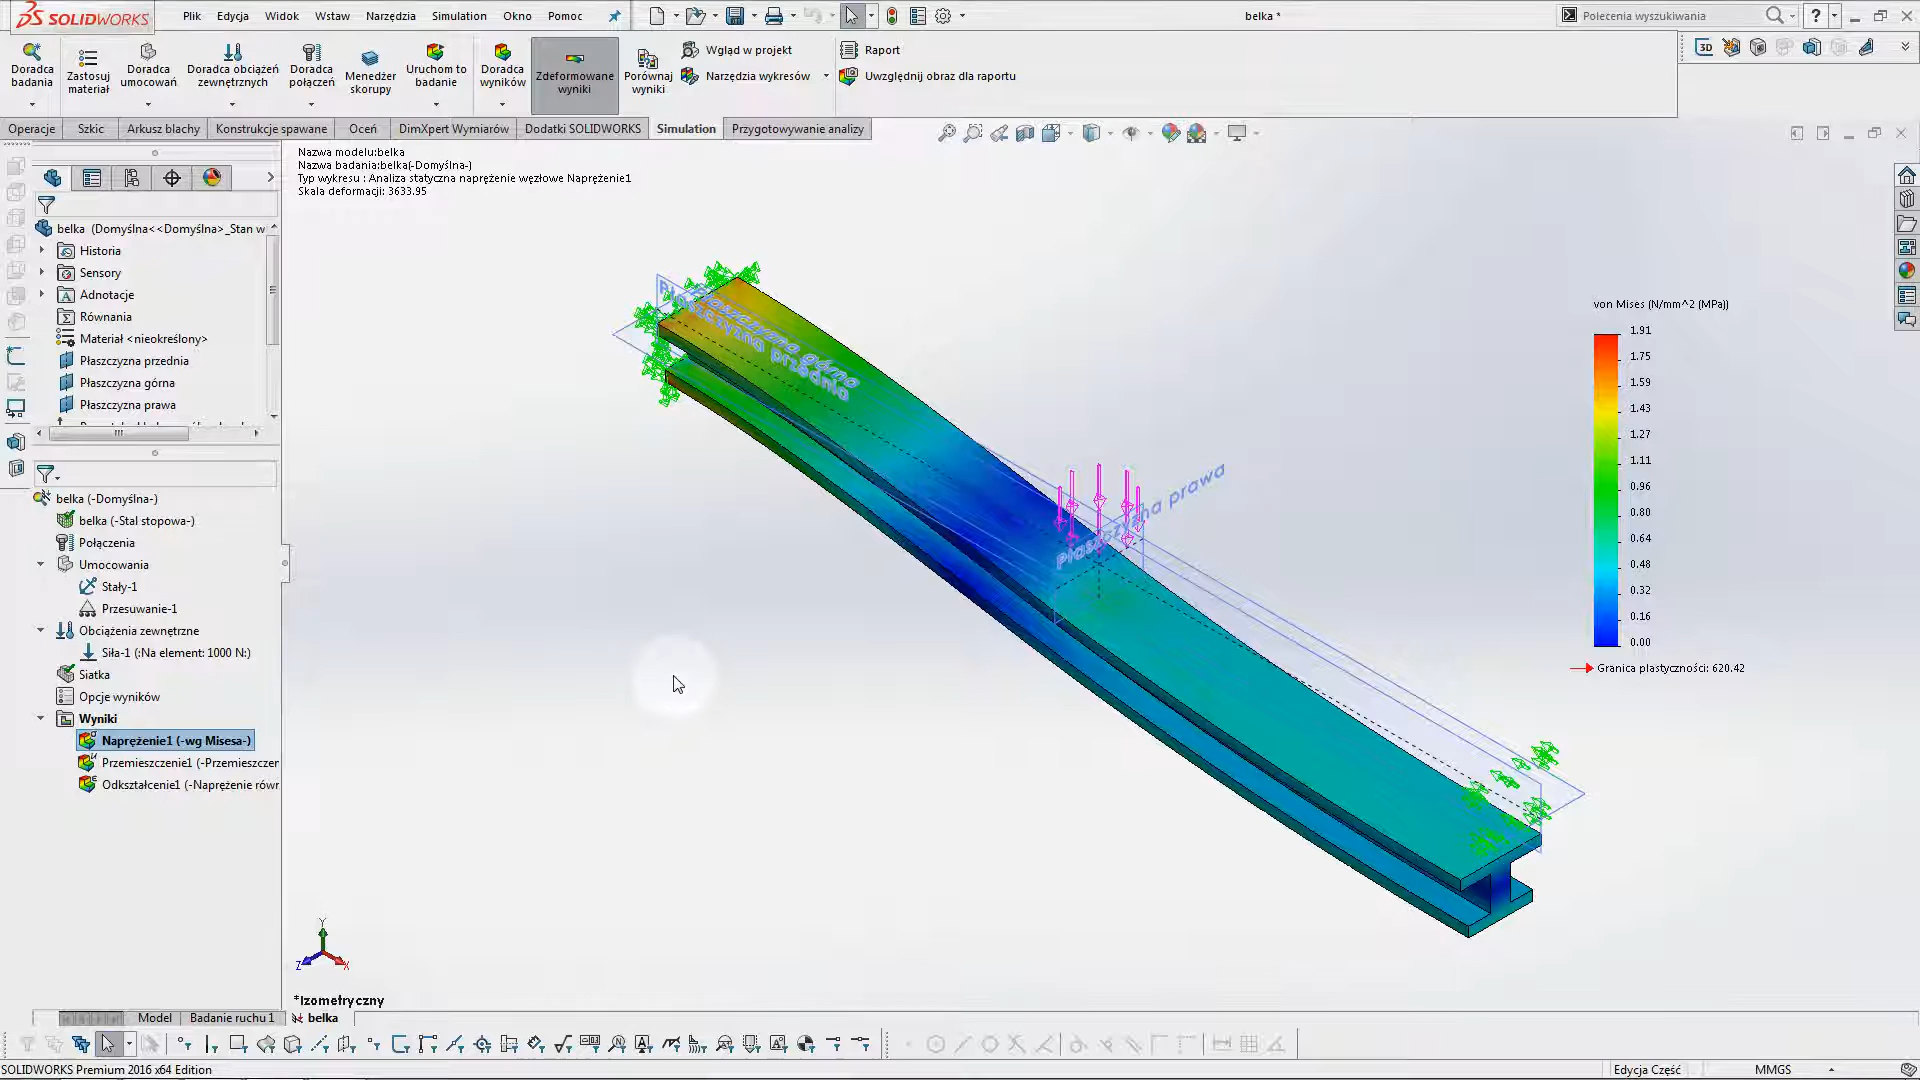 SOLIDWORKS
Plik Edycja Widok Wstaw Narzędzia Simulation Okno Pomoc
belka *
Polecenia wyszukiwania
Doradca badania
Zastosuj materiał
Doradca umocowań
Doradca obciążeń zewnętrznych
Doradca połączeń
Menedżer skorupy
Uruchom to badanie
Doradca wyników
Zdeformowane wyniki
Porównaj wyniki
Wgląd w projekt
Narzędzia wykresów
Raport
Uwzględnij obraz dla raportu
3D
Operacje Szkic Arkusz blachy Konstrukcje spawane Oceń DimXpert Wymiarów Dodatki SOLIDWORKS Simulation Przygotowywanie analizy
Nazwa modelu:belka
Nazwa badania:belka(-Domyślna-)
Typ wykresu : Analiza statyczna naprężenie węzłowe Naprężenie1
Skala deformacji: 3633.95
belka (Domyślna<<Domyślna>_Stan w
Historia
Sensory
Adnotacje
Równania
Materiał <nieokreślony>
Płaszczyzna przednia
Płaszczyzna górna
Płaszczyzna prawa
belka (-Domyślna-)
belka (-Stal stopowa-)
Połączenia
Umocowania
Stały-1
Przesuwanie-1
Obciążenia zewnętrzne
Siła-1 (:Na element: 1000 N:)
Siatka
Opcje wyników
Wyniki
Naprężenie1 (-wg Misesa-)
Przemieszczenie1 (-Przemieszczer
Odkształcenie1 (-Naprężenie równ
Płaszczyzna górna
Płaszczyzna przednia
Płaszczyzna prawa
von Mises (N/mm^2 (MPa))
1.91
1.75
1.59
1.43
1.27
1.11
0.96
0.80
0.64
0.48
0.32
0.16
0.00
Granica plastyczności: 620.42
Y
Z
X
*Izometryczny
Model Badanie ruchu 1 belka
SOLIDWORKS Premium 2016 x64 Edition
Edycja Część
MMGS